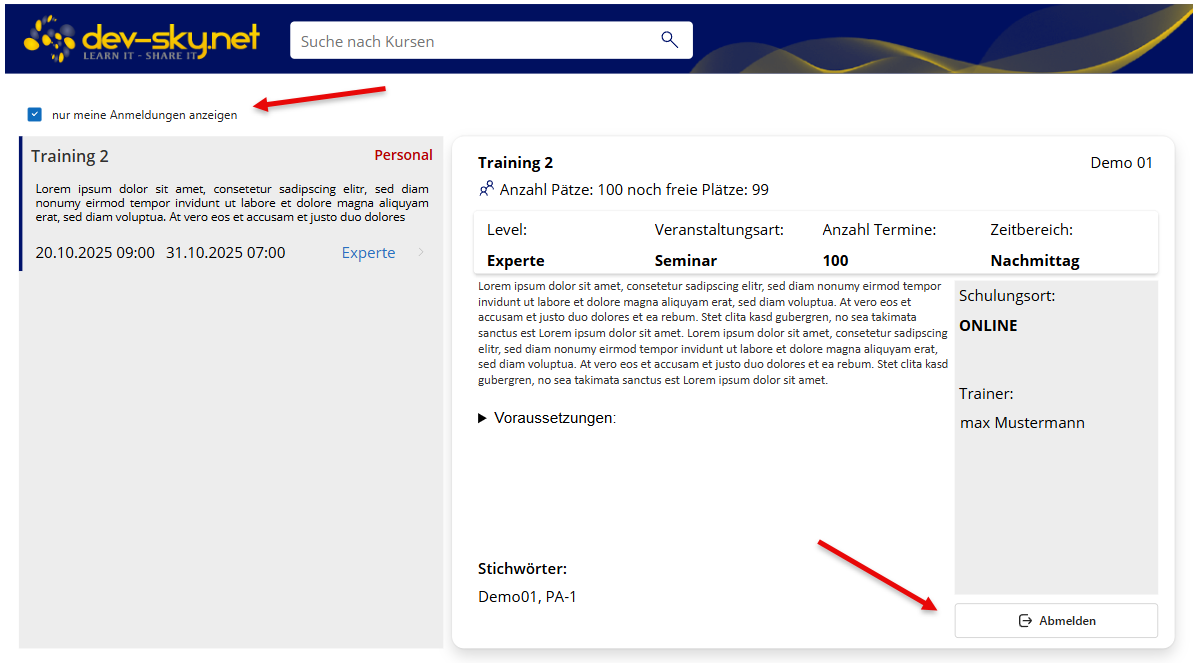 dev-sky.net
LEARN IT - SHARE IT
Suche nach Kursen
nur meine Anmeldungen anzeigen
Training 2
Personal
Lorem ipsum dolor sit amet, consetetur sadipscing elitr, sed diam
nonumy eirmod tempor invidunt ut labore et dolore magna aliquyam
erat, sed diam voluptua. At vero eos et accusam et justo duo dolores
20.10.2025 09:00 31.10.2025 07:00 Experte
Training 2
Demo 01
Anzahl Pätze: 100 noch freie Plätze: 99
Level: Veranstaltungsart: Anzahl Termine: Zeitbereich:
Experte Seminar 100 Nachmittag
Lorem ipsum dolor sit amet, consetetur sadipscing elitr, sed diam nonumy eirmod tempor
invidunt ut labore et dolore magna aliquyam erat, sed diam voluptua. At vero eos et
accusam et justo duo dolores et ea rebum. Stet clita kasd gubergren, no sea takimata
sanctus est Lorem ipsum dolor sit amet. Lorem ipsum dolor sit amet, consetetur sadipscing
elitr, sed diam nonumy eirmod tempor invidunt ut labore et dolore magna aliquyam erat,
sed diam voluptua. At vero eos et accusam et justo duo dolores et ea rebum. Stet clita kasd
gubergren, no sea takimata sanctus est Lorem ipsum dolor sit amet.
Voraussetzungen:
Stichwörter:
Demo01, PA-1
Schulungsort:
ONLINE
Trainer:
max Mustermann
Abmelden